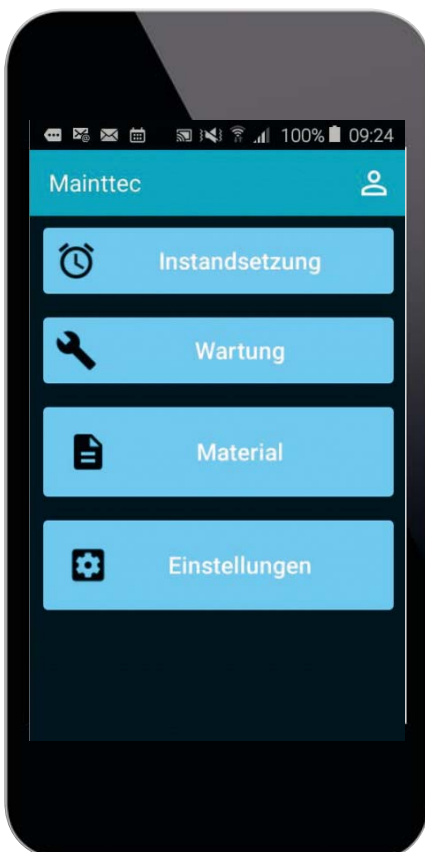 100% 09:24
Mainttec
Instandsetzung
Wartung
Material
Einstellungen